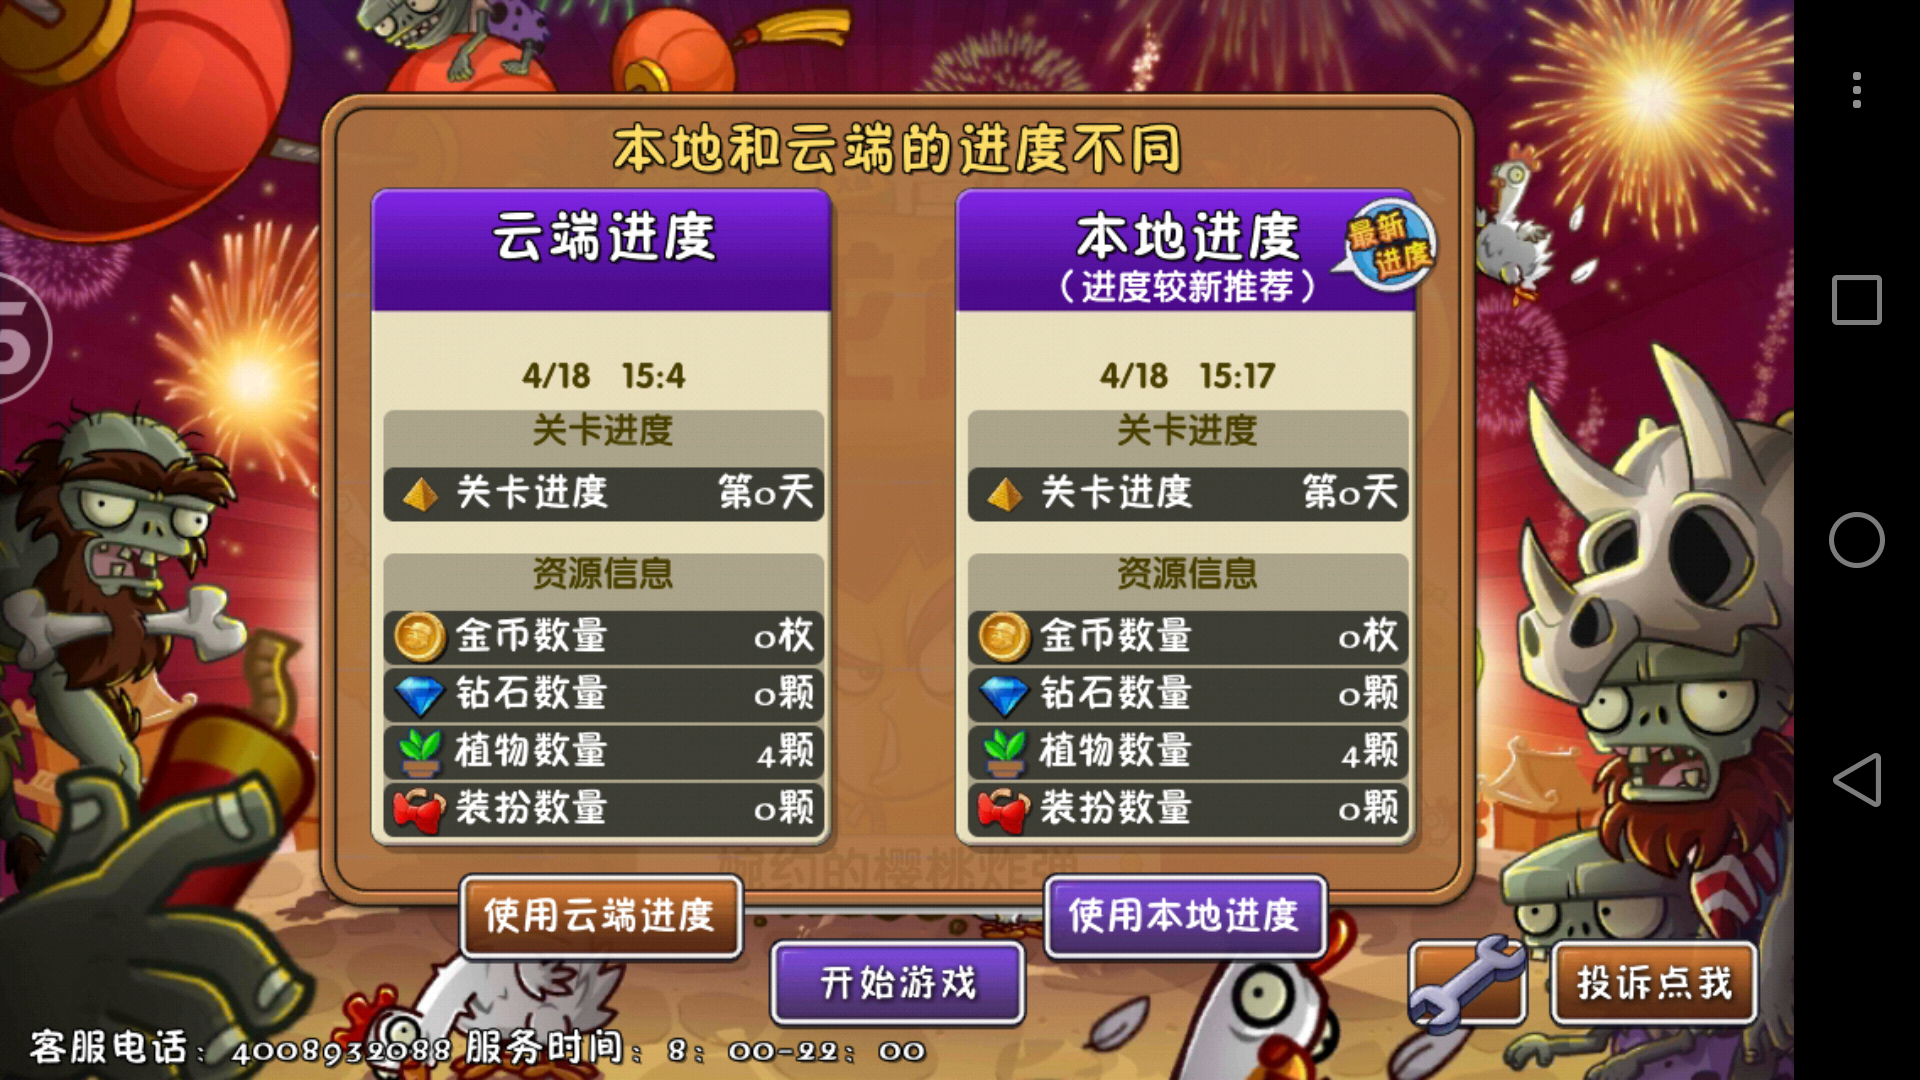 本地和云端的进度不同
云端进度
4/18 15:4
关卡进度
关卡进度 第0天
资源信息
金币数量 0枚
钻石数量 0颗
植物数量 4颗
装扮数量 0颗
使用云端进度
本地进度
(进度较新推荐)
最新
进度
4/18 15:17
关卡进度
关卡进度 第0天
资源信息
金币数量 0枚
钻石数量 0颗
植物数量 4颗
装扮数量 0颗
使用本地进度
婉约的樱桃炸弹
开始游戏
投诉点我
客服电话：4008932088 服务时间：8：00-22：00